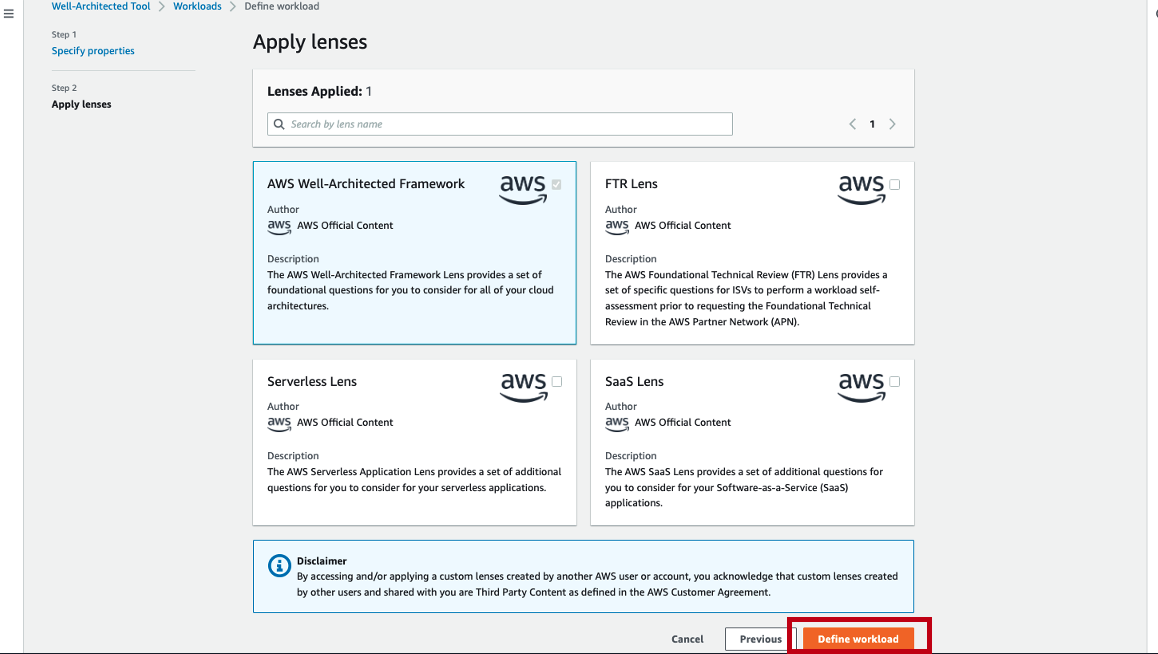 Well-Architected Tool > Workloads > Define workload
Step 1
Specify properties
Step 2
Apply lenses
Apply lenses
Lenses Applied: 1
Search by lens name
1
AWS Well-Architected Framework
aws
Author
aws AWS Official Content
Description
The AWS Well-Architected Framework Lens provides a set of
foundational questions for you to consider for all of your cloud
architectures.
FTR Lens
aws
Author
aws AWS Official Content
Description
The AWS Foundational Technical Review (FTR) Lens provides a
set of specific questions for ISVs to perform a workload self-
assessment prior to requesting the Foundational Technical
Review in the AWS Partner Network (APN).
Serverless Lens
aws
Author
aws AWS Official Content
Description
The AWS Serverless Application Lens provides a set of additional
questions for you to consider for your serverless applications.
SaaS Lens
aws
Author
aws AWS Official Content
Description
The AWS SaaS Lens provides a set of additional questions for
you to consider for your Software-as-a-Service (SaaS)
applications.
Disclaimer
By accessing and/or applying a custom lenses created by another AWS user or account, you acknowledge that custom lenses created
by other users and shared with you are Third Party Content as defined in the AWS Customer Agreement.
Cancel
Previous
Define workload